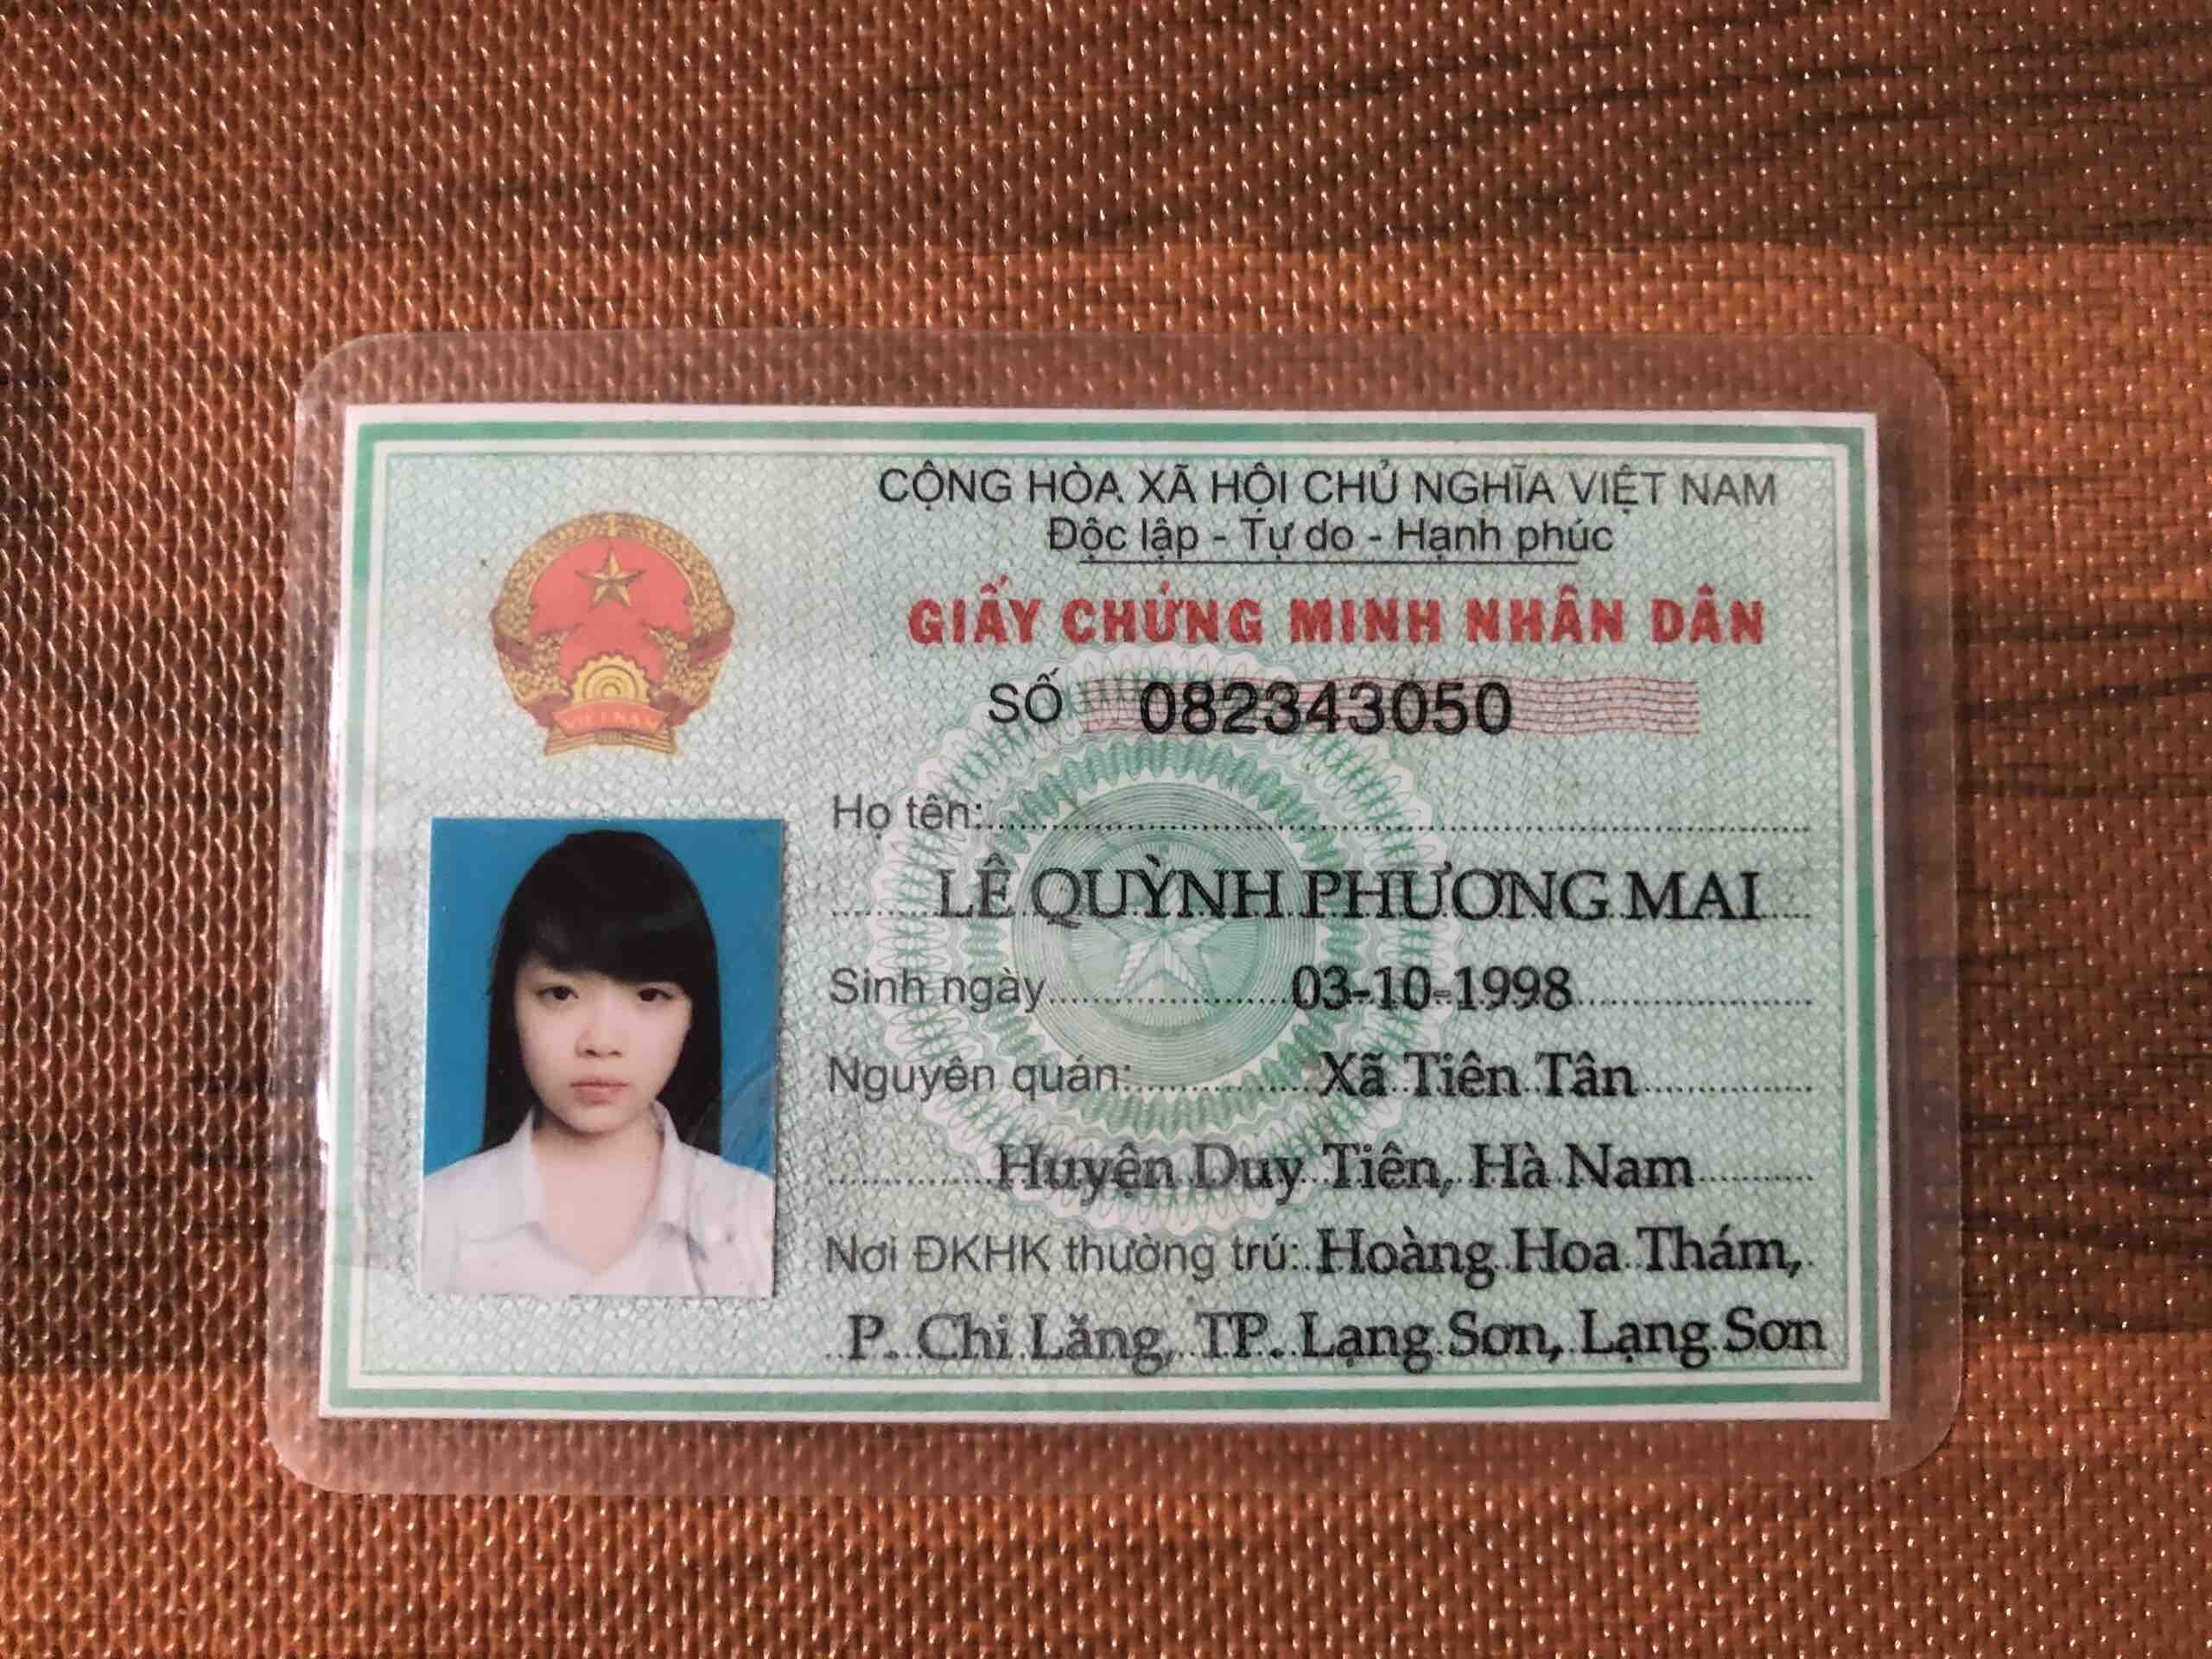 CỘNG HÒA XÃ HỘI CHỦ NGHĨA VIỆT NAM
Độc lập - Tự do - Hạnh phúc
GIẤY CHỨNG MINH NHÂN DÂN
SỐ 082343050
VIỆT NAM
Họ tên:
LÊ QUỲNH PHƯƠNG MAI
Sinh ngày 03-10-1998
Nguyên quán: Xã Tiên Tân
Huyện Duy Tiên, Hà Nam
Nơi ĐKHK thường trú: Hoàng Hoa Thám,
P. Chi Lăng, TP. Lạng Sơn, Lạng Sơn